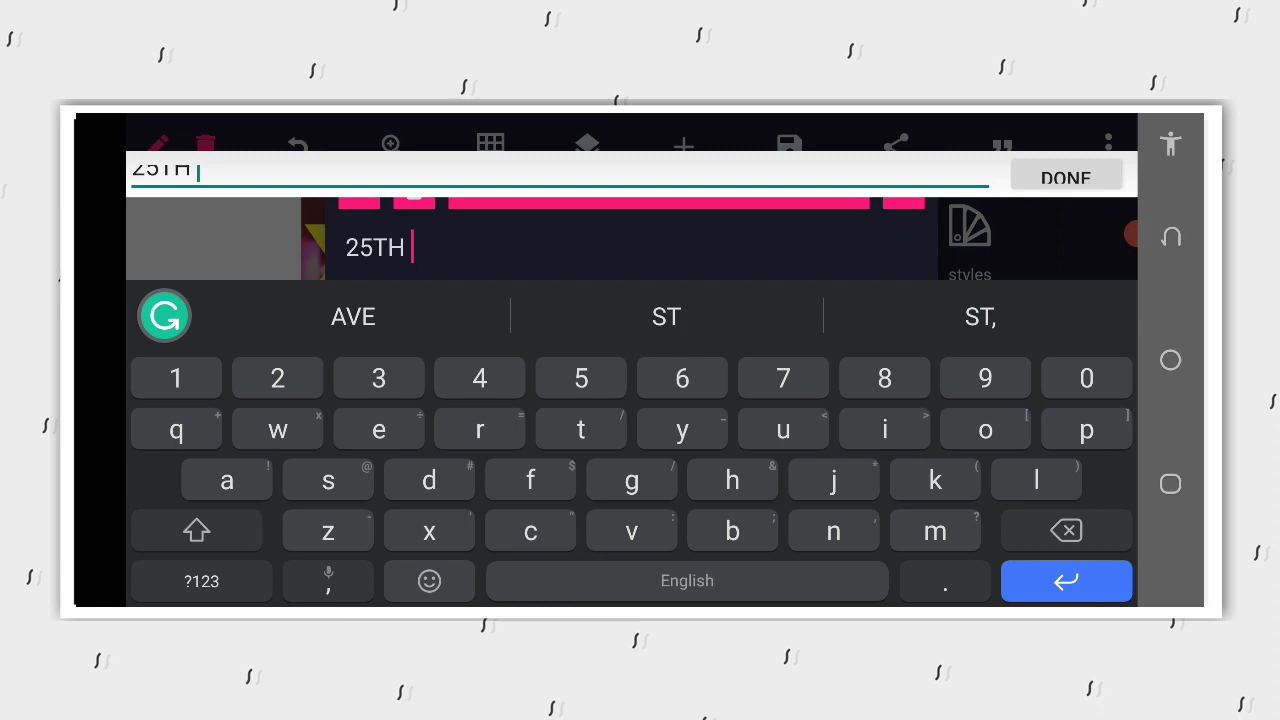 25TH
DONE
25TH
styles
AVE ST ST,
1 2 3 4 5 6 7 8 9 0
q + w x e ÷ r = t / y _ u < i > o [ p ]
a ! s @ d # f $ g / h & j * k ( l )
z - x ' c " v : b ; n , m ?
?123 , English .